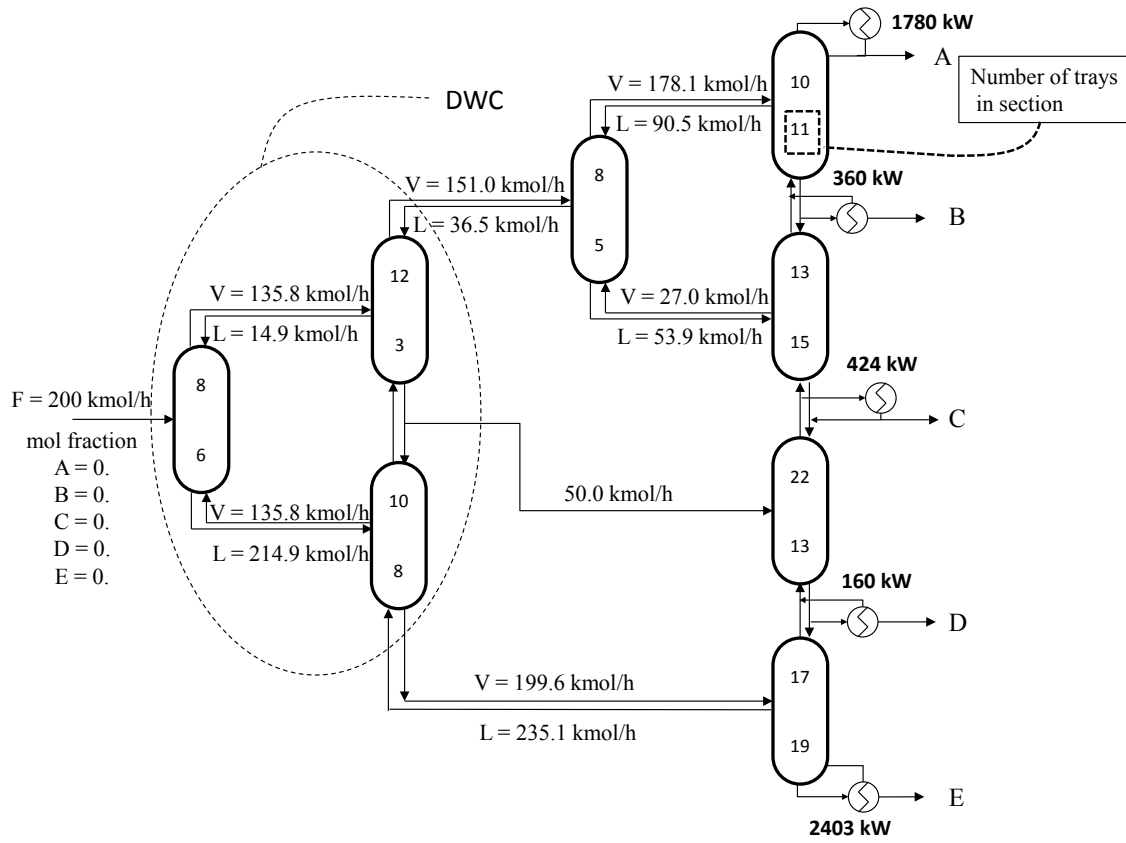 1780 kW
A
Number of trays
in section
10
11
V = 178.1 kmol/h
L = 90.5 kmol/h
DWC
8
5
360 kW
B
V = 151.0 kmol/h
L = 36.5 kmol/h
12
3
13
15
V = 27.0 kmol/h
L = 53.9 kmol/h
V = 135.8 kmol/h
L = 14.9 kmol/h
424 kW
C
F = 200 kmol/h
mol fraction
A = 0.
B = 0.
C = 0.
D = 0.
E = 0.
8
6
22
13
50.0 kmol/h
10
8
V = 135.8 kmol/h
L = 214.9 kmol/h
160 kW
D
17
19
V = 199.6 kmol/h
L = 235.1 kmol/h
E
2403 kW